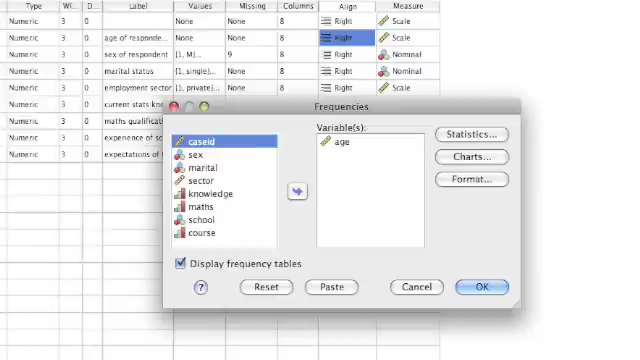 Type Wi... D... Label Values Missing Columns Align Measure
Numeric 3 0 None None 8 Right Scale
Numeric 3 0 age of responde... None None 8 Right Scale
Numeric 3 0 sex of respondent {1, M}... 9 8 Right Nominal
Numeric 3 0 marital status {1, single}... None 8 Right Nominal
Numeric 3 0 employment sector {1, private}... None 8 Right Scale
Numeric 3 0 current stats kn
Numeric 3 0 maths qualificat
Numeric 3 0 experience of sc
Numeric 3 0 expectations of t
Frequencies
Variable(s):
caseid
sex
marital
sector
knowledge
maths
school
course
age
Statistics...
Charts...
Format...
Display frequency tables
?
Reset
Paste
Cancel
OK